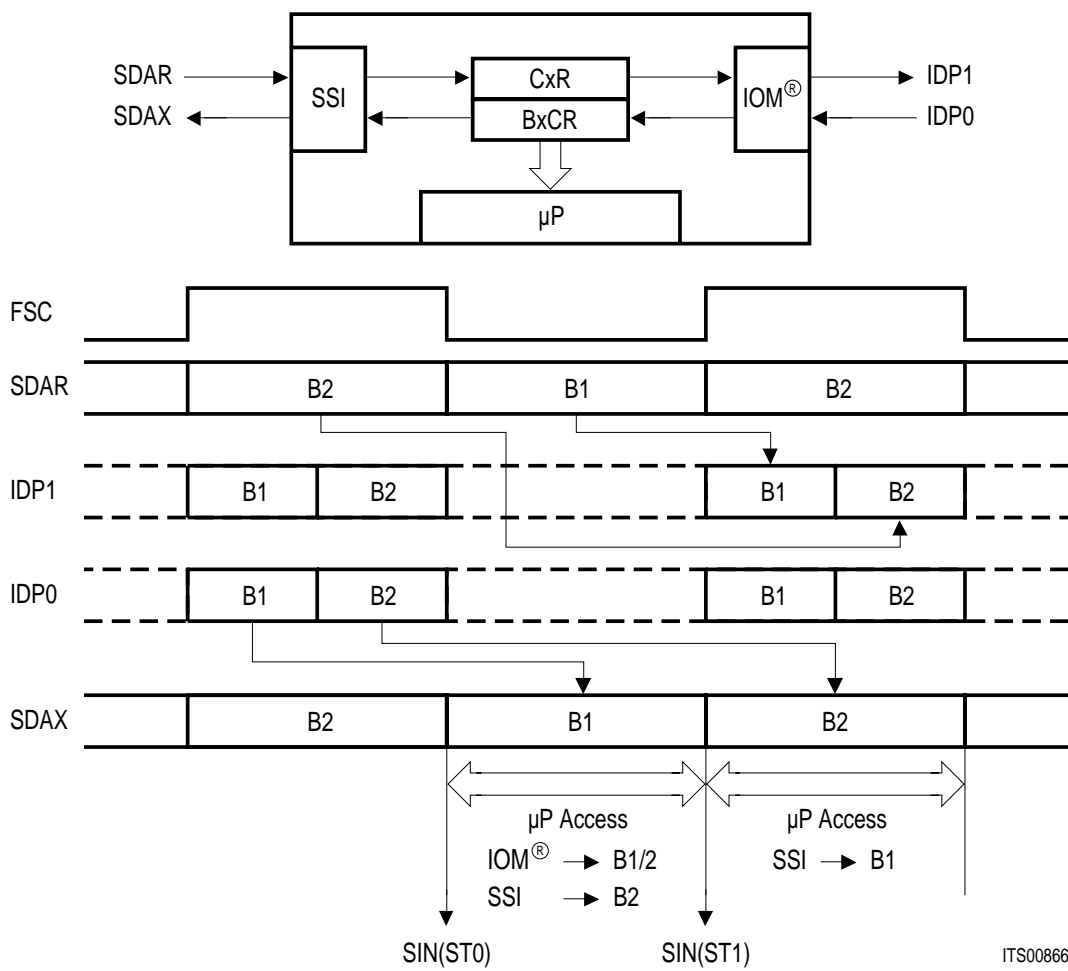 SDAR
SDAX
SSI
CxR
BxCR
IOM®
IDP1
IDP0
µP
FSC
SDAR B2 B1 B2
IDP1 B1 B2 B1 B2
IDP0 B1 B2 B1 B2
SDAX B2 B1 B2
µP Access µP Access
IOM® → B1/2 SSI → B1
SSI → B2
SIN(ST0) SIN(ST1)
ITS00866